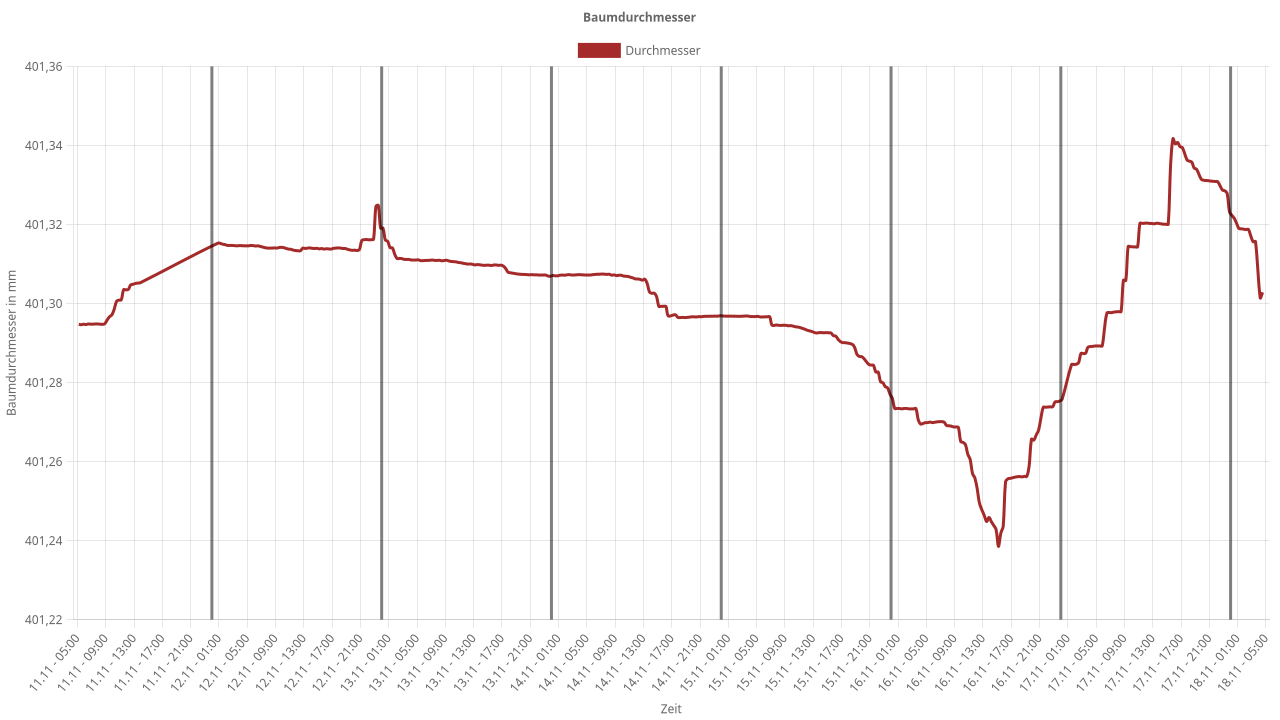 Baumdurchmesser
Durchmesser
401,36
401,34
401,32
401,30
401,28
401,26
401,24
401,22
Baumdurchmesser in mm
11.11 - 05:00
11.11 - 09:00
11.11 - 13:00
11.11 - 17:00
11.11 - 21:00
12.11 - 01:00
12.11 - 05:00
12.11 - 09:00
12.11 - 13:00
12.11 - 17:00
12.11 - 21:00
13.11 - 01:00
13.11 - 05:00
13.11 - 09:00
13.11 - 13:00
13.11 - 17:00
13.11 - 21:00
14.11 - 01:00
14.11 - 05:00
14.11 - 09:00
14.11 - 13:00
14.11 - 17:00
14.11 - 21:00
15.11 - 01:00
15.11 - 05:00
15.11 - 09:00
15.11 - 13:00
15.11 - 17:00
15.11 - 21:00
16.11 - 01:00
16.11 - 05:00
16.11 - 09:00
16.11 - 13:00
16.11 - 17:00
16.11 - 21:00
17.11 - 01:00
17.11 - 05:00
17.11 - 09:00
17.11 - 13:00
17.11 - 17:00
17.11 - 21:00
18.11 - 01:00
18.11 - 05:00
Zeit